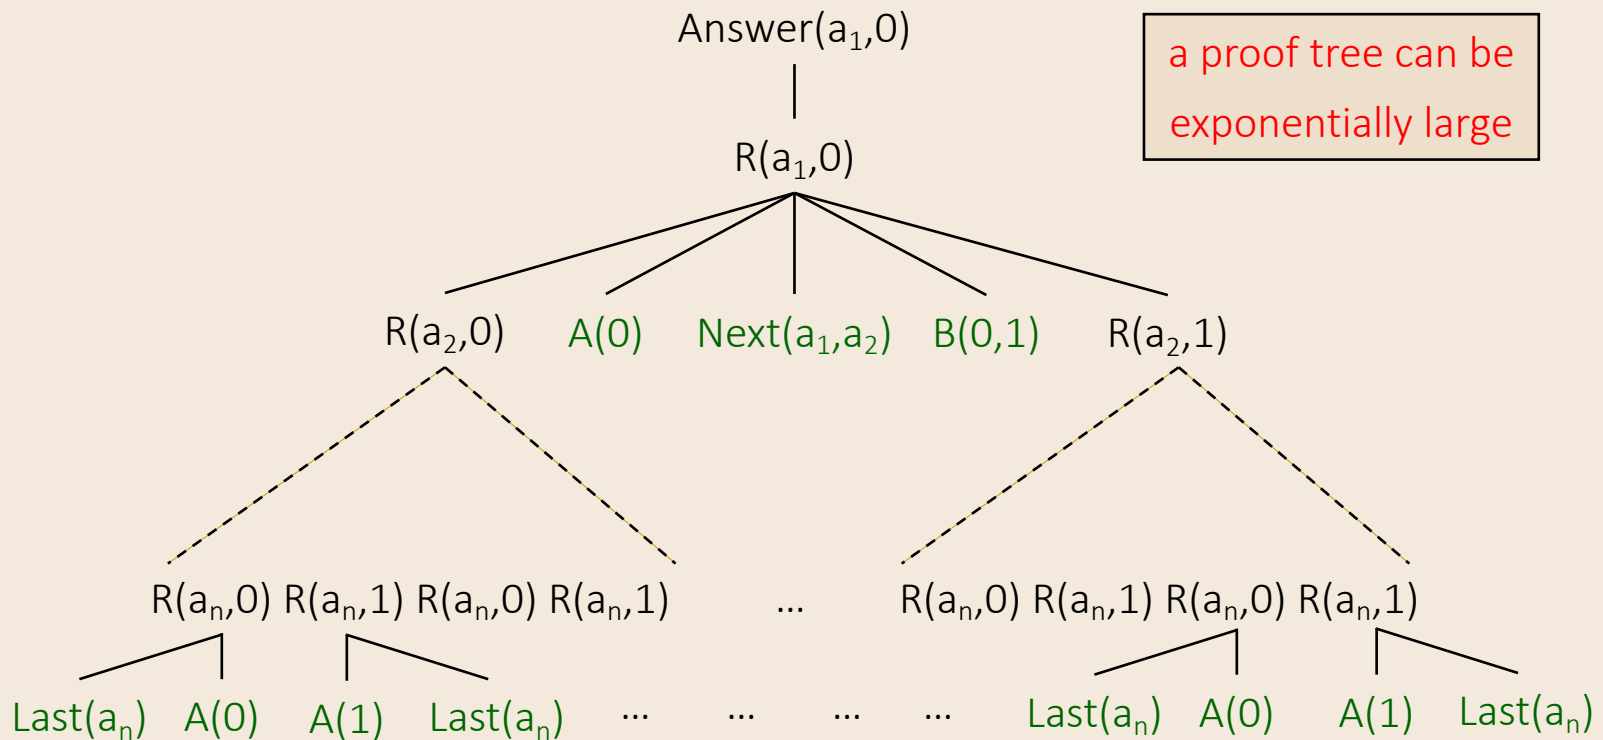 Answer(a₁,0)
a proof tree can be
exponentially large
R(a₁,0)
R(a₂,0) A(0) Next(a₁,a₂) B(0,1) R(a₂,1)
R(aₙ,0) R(aₙ,1) R(aₙ,0) R(aₙ,1) ... R(aₙ,0) R(aₙ,1) R(aₙ,0) R(aₙ,1)
Last(aₙ) A(0) A(1) Last(aₙ) ... ... ... ... Last(aₙ) A(0) A(1) Last(aₙ)